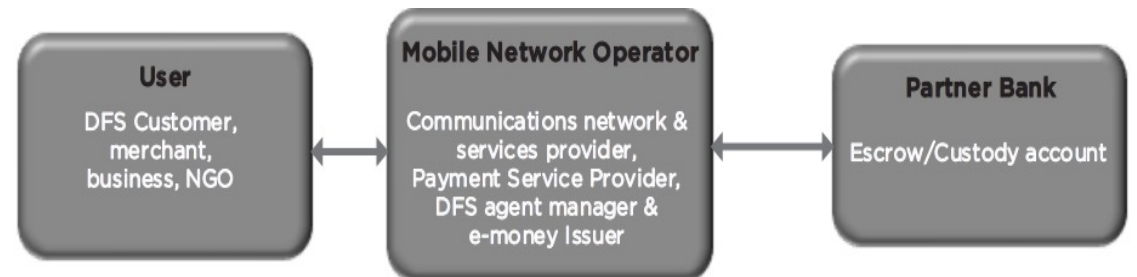 User
DFS Customer,
merchant,
business, NGO
Mobile Network Operator
Communications network &
services provider,
Payment Service Provider,
DFS agent manager &
e-money Issuer
Partner Bank
Escrow/Custody account